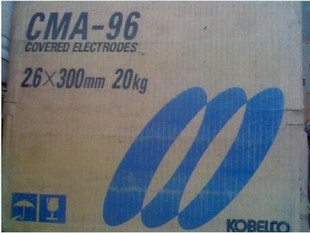 CMA-96
COVERED ELECTRODES
2.6×300mm 20kg
KOBELCO